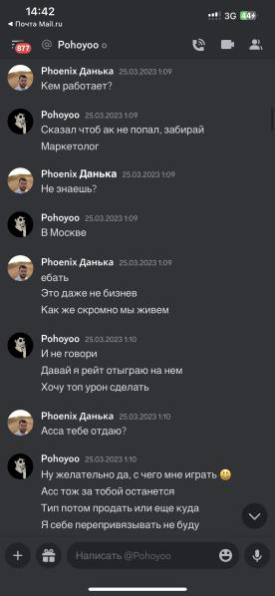 14:42
3G 44
Почта Mail.ru
877
@ Pohoyoo
Phoenix Данька 25.03.2023 1:09
Кем работает?
Pohoyoo 25.03.2023 1:09
Сказал чтоб ак не попал, забирай
Маркетолог
Phoenix Данька 25.03.2023 1:09
Не знаешь?
Pohoyoo 25.03.2023 1:09
В Москве
Phoenix Данька 25.03.2023 1:09
ебать
Это даже не бизнев
Как же скромно мы живем
Pohoyoo 25.03.2023 1:10
И не говори
Давай я рейт отыграю на нем
Хочу топ урон сделать
Phoenix Данька 25.03.2023 1:10
Асса тебе отдаю?
Pohoyoo 25.03.2023 1:10
Ну желательно да, с чего мне играть 😀
Асс тож за тобой останется
Тип потом продать или еще куда
Я себе перепривязывать не буду
Написать @Pohoyoo